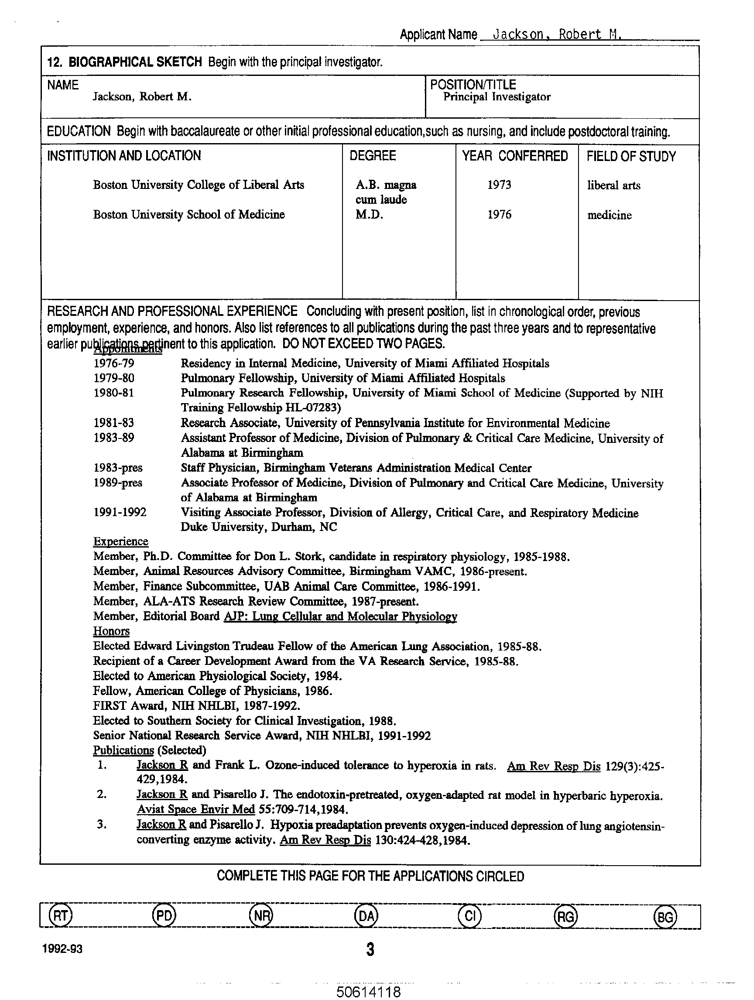 Applicant Name Jackson, Robert M.
12. BIOGRAPHICAL SKETCH Begin with the principal investigator.
NAME
Jackson, Robert M.
POSITION/TITLE
Principal Investigator
EDUCATION Begin with baccalaureate or other initial professional education,such as nursing, and include postdoctoral training.
INSTITUTION AND LOCATION DEGREE YEAR CONFERRED FIELD OF STUDY
Boston University College of Liberal Arts A.B. magna 1973 liberal arts
cum laude
Boston University School of Medicine M.D. 1976 medicine
RESEARCH AND PROFESSIONAL EXPERIENCE Concluding with present position, list in chronological order, previous
employment, experience, and honors. Also list references to all publications during the past three years and to representative
earlier publications pertinent to this application. DO NOT EXCEED TWO PAGES.
Appointments
1976-79 Residency in Internal Medicine, University of Miami Affiliated Hospitals
1979-80 Pulmonary Fellowship, University of Miami Affiliated Hospitals
1980-81 Pulmonary Research Fellowship, University of Miami School of Medicine (Supported by NIH
Training Fellowship HL-07283)
1981-83 Research Associate, University of Pennsylvania Institute for Environmental Medicine
1983-89 Assistant Professor of Medicine, Division of Pulmonary & Critical Care Medicine, University of
Alabama at Birmingham
1983-pres Staff Physician, Birmingham Veterans Administration Medical Center
1989-pres Associate Professor of Medicine, Division of Pulmonary and Critical Care Medicine, University
of Alabama at Birmingham
1991-1992 Visiting Associate Professor, Division of Allergy, Critical Care, and Respiratory Medicine
Duke University, Durham, NC
Experience
Member, Ph.D. Committee for Don L. Stork, candidate in respiratory physiology, 1985-1988.
Member, Animal Resources Advisory Committee, Birmingham VAMC, 1986-present.
Member, Finance Subcommittee, UAB Animal Care Committee, 1986-1991.
Member, ALA-ATS Research Review Committee, 1987-present.
Member, Editorial Board AJP: Lung Cellular and Molecular Physiology
Honors
Elected Edward Livingston Trudeau Fellow of the American Lung Association, 1985-88.
Recipient of a Career Development Award from the VA Research Service, 1985-88.
Elected to American Physiological Society, 1984.
Fellow, American College of Physicians, 1986.
FIRST Award, NIH NHLBI, 1987-1992.
Elected to Southern Society for Clinical Investigation, 1988.
Senior National Research Service Award, NIH NHLBI, 1991-1992
Publications (Selected)
1. Jackson R and Frank L. Ozone-induced tolerance to hyperoxia in rats. Am Rev Resp Dis 129(3):425-
429,1984.
2. Jackson R and Pisarello J. The endotoxin-pretreated, oxygen-adapted rat model in hyperbaric hyperoxia.
Aviat Space Envir Med 55:709-714,1984.
3. Jackson R and Pisarello J. Hypoxia preadaptation prevents oxygen-induced depression of lung angiotensin-
converting enzyme activity. Am Rev Resp Dis 130:424-428,1984.
COMPLETE THIS PAGE FOR THE APPLICATIONS CIRCLED
RT PD NR DA CI RG BG
1992-93 3
50614118